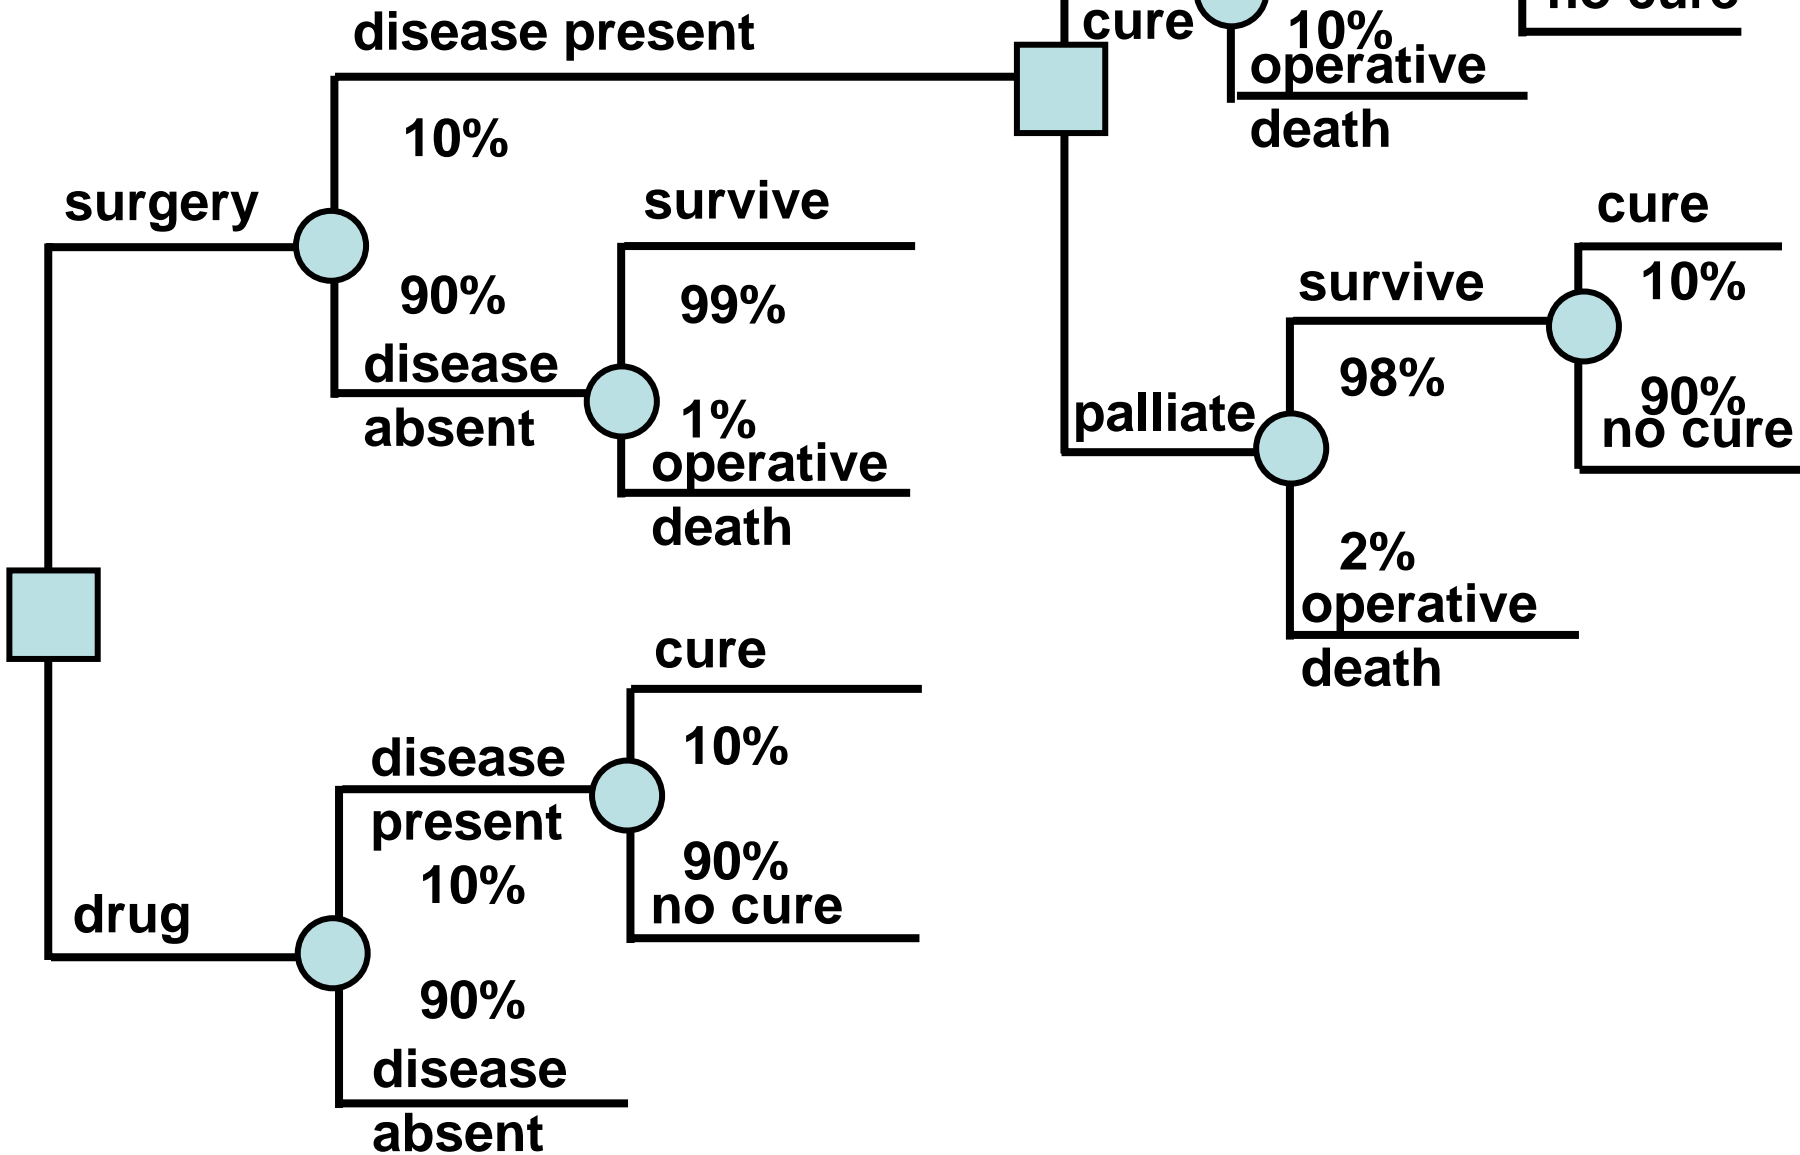 disease present
10%
surgery
90%
disease
absent
survive
99%
1%
operative
death
cure
10%
operative
death
no cure
palliate
survive
98%
cure
10%
90%
no cure
2%
operative
death
drug
disease
present
10%
cure
10%
90%
no cure
90%
disease
absent